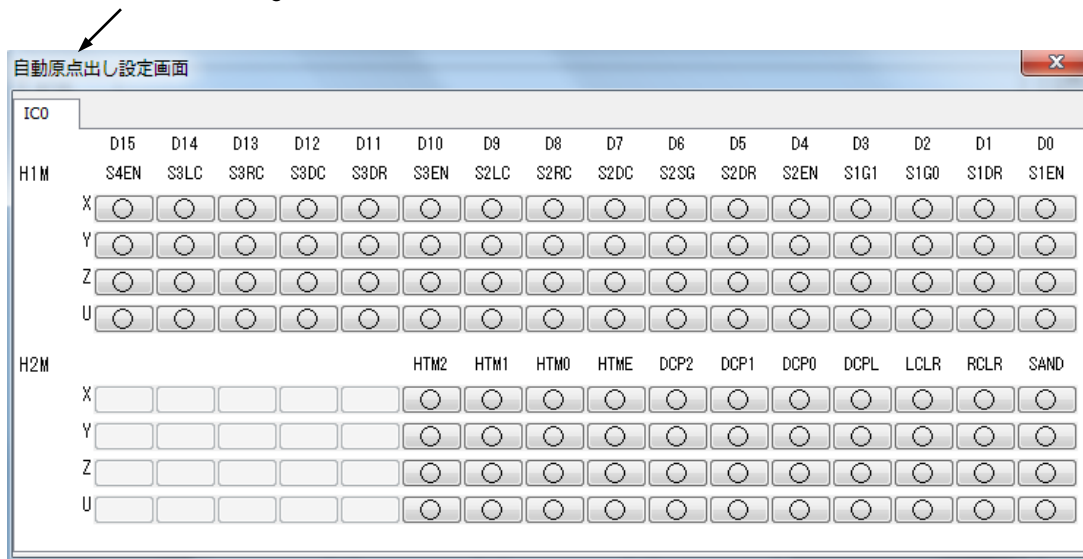 自動原点出し設定画面
IC0
D15 D14 D13 D12 D11 D10 D9 D8 D7 D6 D5 D4 D3 D2 D1 D0
H1M S4EN S3LC S3RC S3DC S3DR S3EN S2LC S2RC S2DC S2SG S2DR S2EN S1G1 S1G0 S1DR S1EN
X
Y
Z
U
H2M HTM2 HTM1 HTM0 HTME DCP2 DCP1 DCP0 DCPL LCLR RCLR SAND
X
Y
Z
U